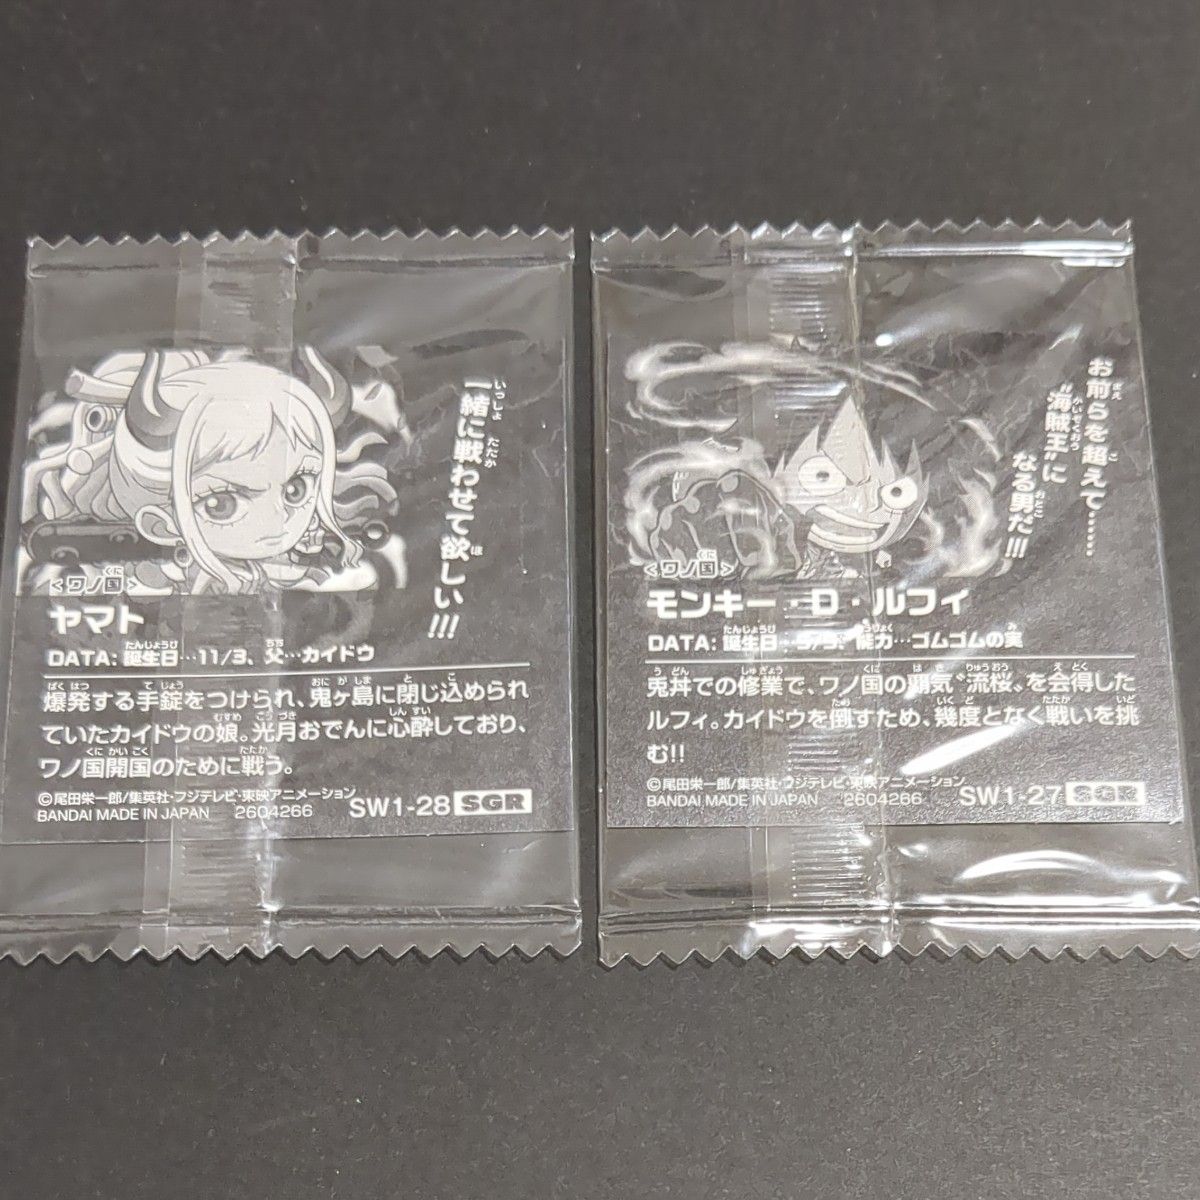 一緒に戦わせて欲しい!!!
<ワノ国>
ヤマト
DATA: 誕生日…11/3、父…カイドウ
爆発する手錠をつけられ、鬼ヶ島に閉じ込められ
ていたカイドウの娘。光月おでんに心酔しており、
ワノ国開国のために戦う。
©尾田栄一郎/集英社・フジテレビ・東映アニメーション
BANDAI MADE IN JAPAN 2604266
SW1-28 SGR
お前らを超えて……
"海賊王"に
なる男だ!!!
<ワノ国>
モンキー・D・ルフィ
DATA: 誕生日…5/5、能力…ゴムゴムの実
兎丼での修業で、ワノ国の覇気〝流桜〟を会得した
ルフィ。カイドウを倒すため、幾度となく戦いを挑
む!!
©尾田栄一郎/集英社・フジテレビ・東映アニメーション
BANDAI MADE IN JAPAN 2604266
SW1-27 SGR